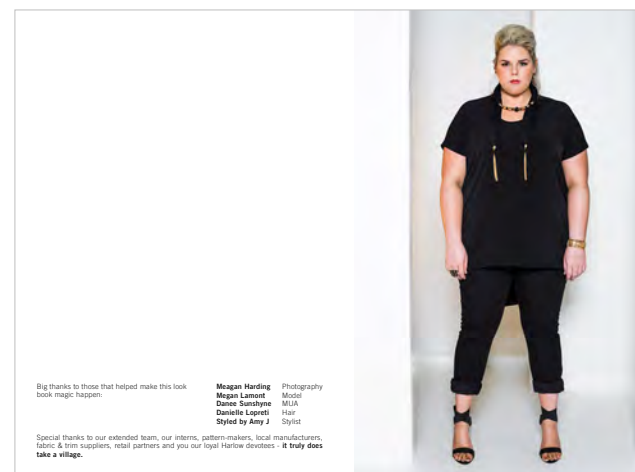 Big thanks to those that helped make this look
book magic happen:
Meagan Harding Photography
Megan Lamont Model
Danee Sunshyne MUA
Danielle Lopreti Hair
Styled by Amy J Stylist
Special thanks to our extended team, our interns, pattern-makers, local manufacturers,
fabric & trim suppliers, retail partners and you our loyal Harlow devotees - it truly does
take a village.